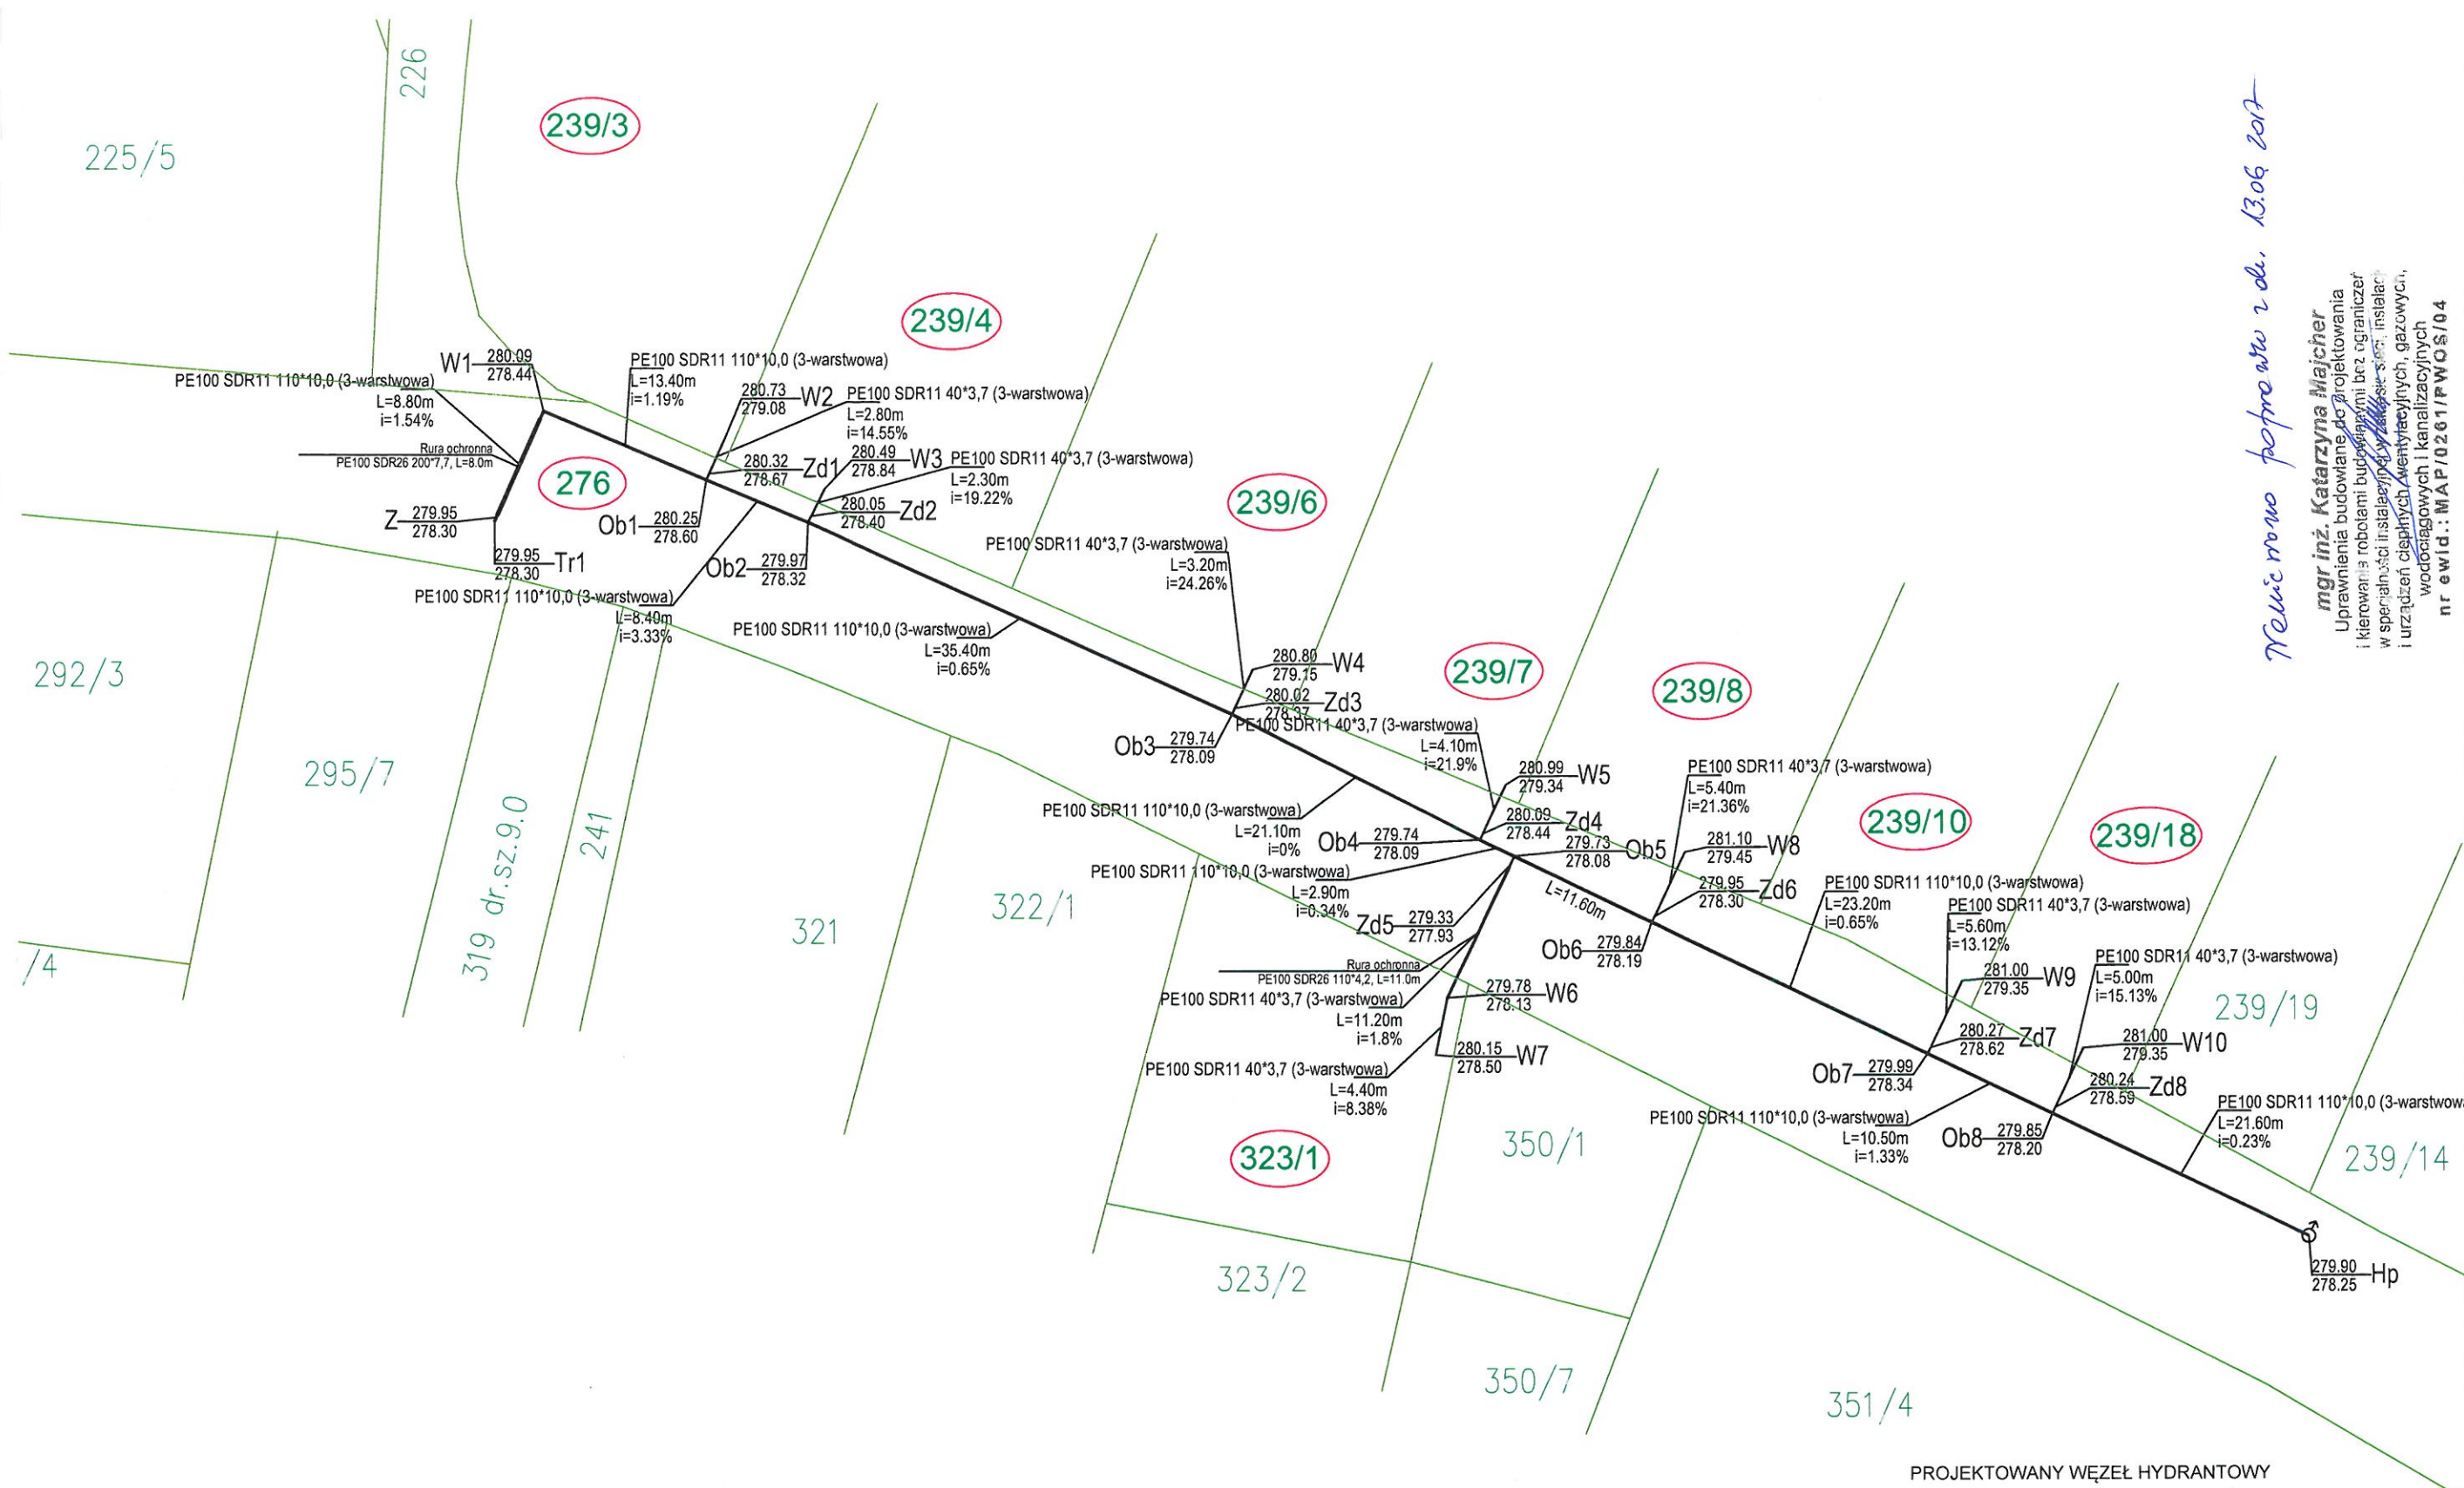 226
239/3
225/5
239/4
W1
280.09
278.44
PE100 SDR11 110*10,0 (3-warstwowa)
L=8.80m
i=1.54%
Rura ochronna
PE100 SDR26 200*7,7, L=8.0m
PE100 SDR11 110*10,0 (3-warstwowa)
L=13.40m
i=1.19%
280.73
279.08
W2
PE100 SDR11 40*3,7 (3-warstwowa)
L=2.80m
i=14.55%
280.32
278.67
Zd1
280.49
278.84
W3
PE100 SDR11 40*3,7 (3-warstwowa)
L=2.30m
i=19.22%
280.05
278.40
Zd2
276
Z
279.95
278.30
279.95
278.30
Tr1
Ob1
280.25
278.60
Ob2
279.97
278.32
PE100 SDR11 110*10,0 (3-warstwowa)
L=8.40m
i=3.33%
PE100 SDR11 110*10,0 (3-warstwowa)
L=35.40m
i=0.65%
239/6
PE100 SDR11 40*3,7 (3-warstwowa)
L=3.20m
i=24.26%
280.80
279.15
W4
280.02
278.37
Zd3
Ob3
279.74
278.09
239/7
239/8
PE100 SDR11 40*3,7 (3-warstwowa)
L=4.10m
i=21.9%
280.99
279.34
W5
280.09
278.44
Zd4
PE100 SDR11 110*10,0 (3-warstwowa)
L=21.10m
i=0%
Ob4
279.74
278.09
279.73
278.08
Ob5
PE100 SDR11 110*10,0 (3-warstwowa)
L=2.90m
i=0.34%
L=11.60m
PE100 SDR11 40*3,7 (3-warstwowa)
L=5.40m
i=21.36%
281.10
279.45
W8
279.95
278.30
Zd6
Zd5
279.33
277.93
Rura ochronna
PE100 SDR26 110*4,2, L=11.0m
PE100 SDR11 40*3,7 (3-warstwowa)
L=11.20m
i=1.8%
279.78
278.13
W6
280.15
278.50
W7
PE100 SDR11 40*3,7 (3-warstwowa)
L=4.40m
i=8.38%
Ob6
279.84
278.19
239/10
239/18
PE100 SDR11 110*10,0 (3-warstwowa)
L=23.20m
i=0.65%
PE100 SDR11 40*3,7 (3-warstwowa)
L=5.60m
i=13.12%
281.00
279.35
W9
280.27
278.62
Zd7
Ob7
279.99
278.34
PE100 SDR11 40*3,7 (3-warstwowa)
L=5.00m
i=15.13%
281.00
279.35
W10
280.24
278.59
Zd8
PE100 SDR11 110*10,0 (3-warstwowa)
L=10.50m
i=1.33%
Ob8
279.85
278.20
PE100 SDR11 110*10,0 (3-warstwowa
L=21.60m
i=0.23%
279.90
278.25
Hp
239/19
239/14
292/3
295/7
/4
319 dr.sz.9.0
241
321
322/1
323/1
350/1
323/2
350/7
351/4
PROJEKTOWANY WĘZEŁ HYDRANTOWY
13.06 2017
mgr inż. Katarzyna Majcher
Uprawnienia budowlane do projektowania
i kierowania robotami budowlanymi bez ograniczeń
w specjalności instalacyjnej w zakresie sieci, instalacji
i urządzeń cieplnych, wentylacyjnych, gazowych,
wodociągowych i kanalizacyjnych
nr ewid.: MAP/0261/PWOS/04